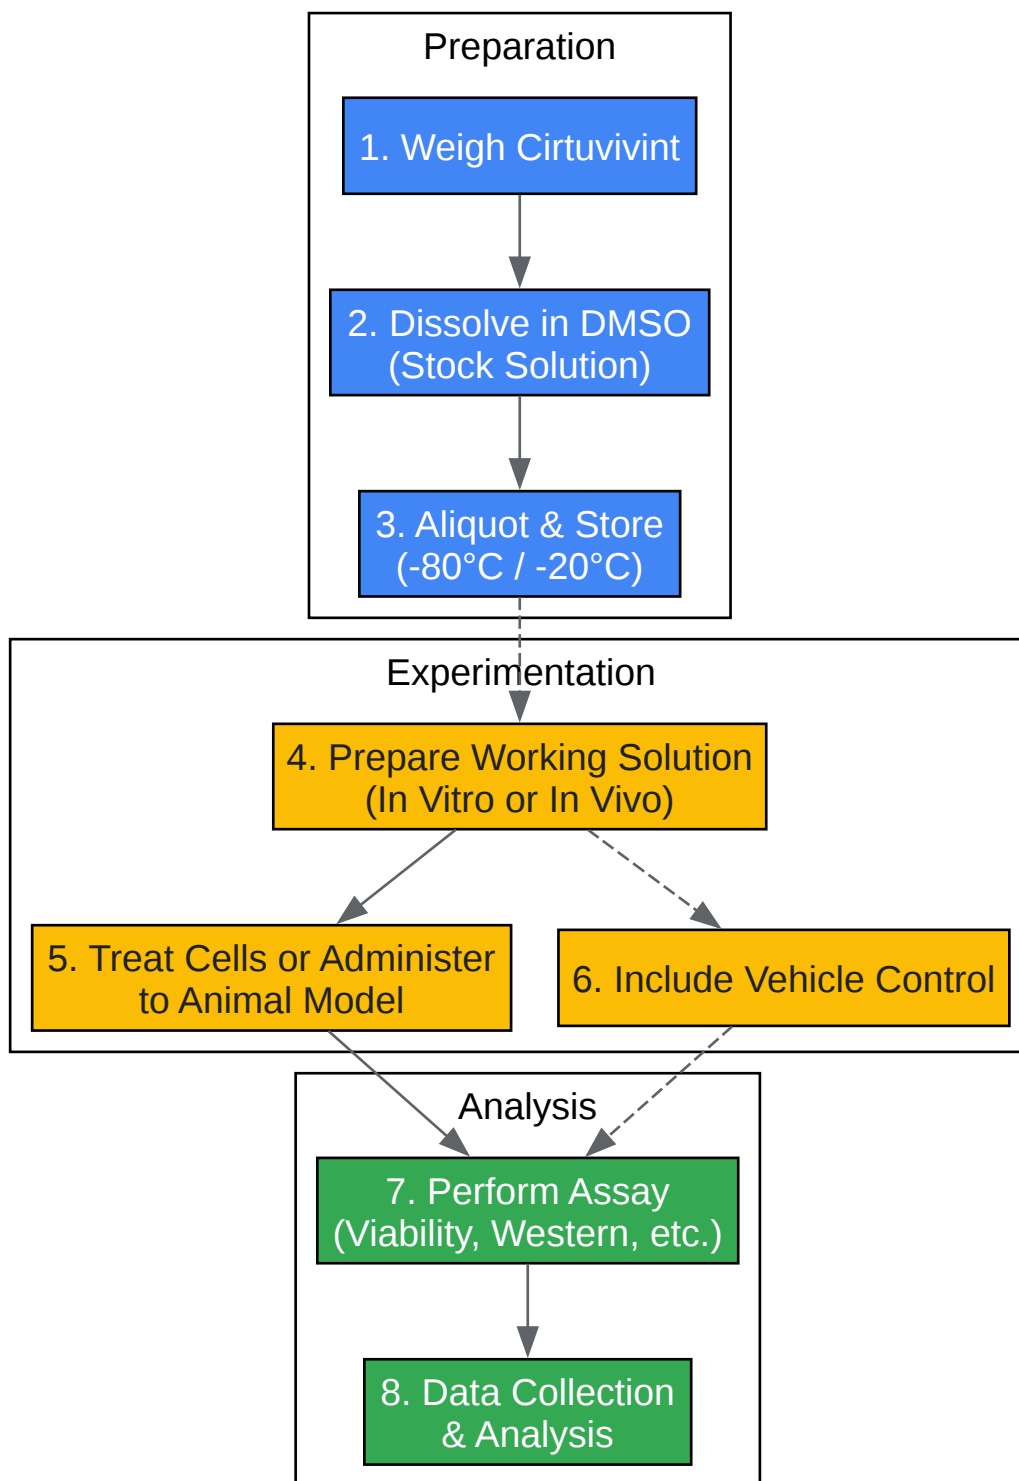 Preparation
1. Weigh Cirtuvivint
2. Dissolve in DMSO
(Stock Solution)
3. Aliquot & Store
(-80°C / -20°C)
Experimentation
4. Prepare Working Solution
(In Vitro or In Vivo)
5. Treat Cells or Administer
to Animal Model
6. Include Vehicle Control
Analysis
7. Perform Assay
(Viability, Western, etc.)
8. Data Collection
& Analysis